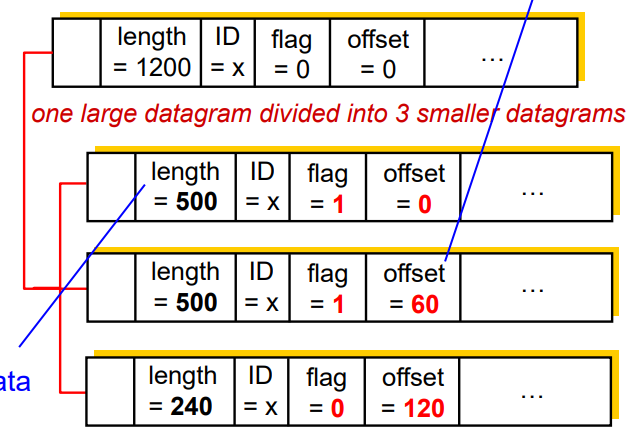 length ID flag offset
= 1200 = x = 0 = 0 ...
one large datagram divided into 3 smaller datagrams
length ID flag offset
= 500 = x = 1 = 0 ...
length ID flag offset
= 500 = x = 1 = 60 ...
ata
length ID flag offset
= 240 = x = 0 = 120 ...